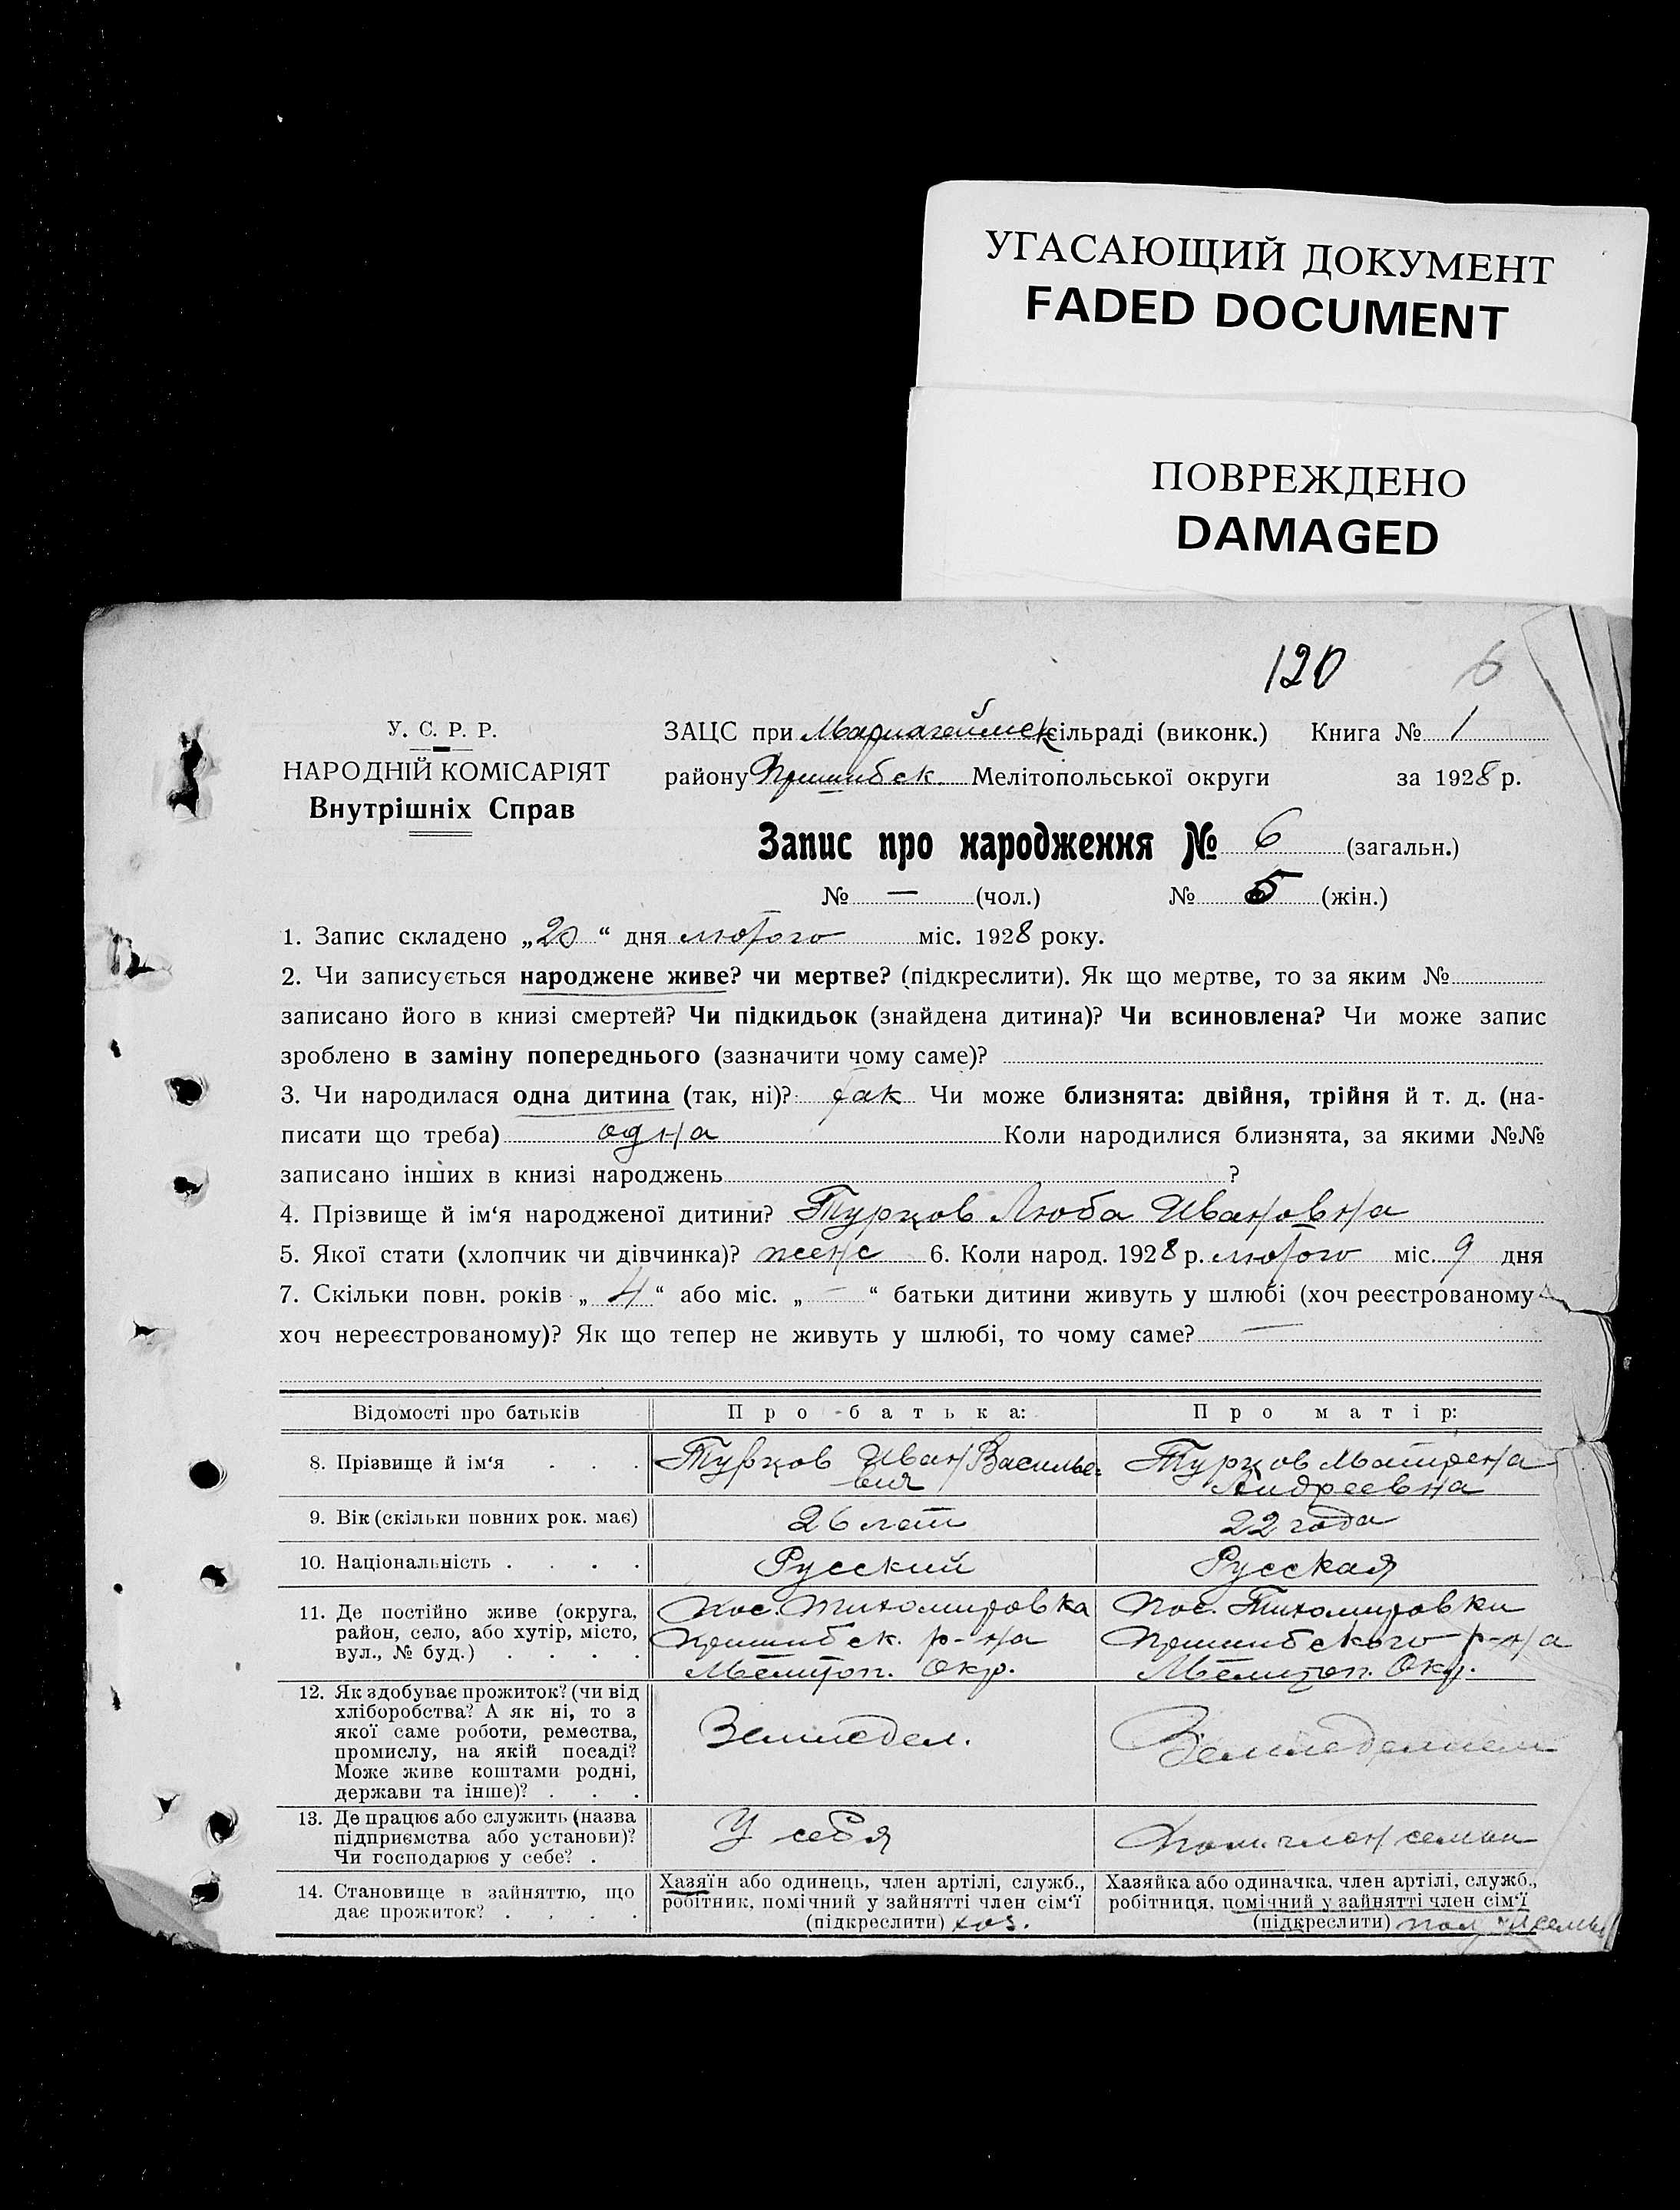 УГАСАЮЩИЙ ДОКУМЕНТ
FADED DOCUMENT
ПОВРЕЖДЕНО
DAMAGED
120 6
У. С. Р. Р.
НАРОДНІЙ КОМІСАРІЯТ
Внутрішніх Справ
ЗАЦС при Мариагеймск сільраді (виконк.) Книга № 1
району Пришибск. Мелітопольської округи за 1928 р.
Запис про народження № 6 (загальн.)
№ — (чол.) № 5 (жін.)
1. Запис складено „20“ дня лютого міс. 1928 року.
2. Чи записується народжене живе? чи мертве? (підкреслити). Як що мертве, то за яким №
записано його в книзі смертей? Чи підкидьок (знайдена дитина)? Чи всиновлена? Чи може запис
зроблено в заміну попереднього (зазначити чому саме)?
3. Чи народилася одна дитина (так, ні)? так Чи може близнята: двійня, трійня й т. д. (на-
писати що треба) одна Коли народилися близнята, за якими №№
записано інших в книзі народжень ?
4. Прізвище й ім‘я народженої дитини? Турцов Люба Ивановна
5. Якої стати (хлопчик чи дівчинка)? женс 6. Коли народ. 1928 р. лютого міс. 9 дня
7. Скільки повн. років „4“ або міс. „—“ батьки дитини живуть у шлюбі (хоч реєстрованому
хоч нереєстрованому)? Як що тепер не живуть у шлюбі, то чому саме? —
Відомості про батьків Про батька: Про матір:
8. Прізвище й ім‘я . . . Турцов Иван Василье- Турцов Матрена
вич Андреевна
9. Вік (скільки повних рок. має) 26 лет 22 года
10. Національність . . . . Русский Русская
11. Де постійно живе (округа, Пос. Тихомировка Пос. Тихомировки
район, село, або хутір, місто, Пришибск. р-на Пришибского р-на
вул., № буд.) . . . . Мелитоп. Окр. Мелитоп. Окр.
12. Як здобуває прожиток? (чи від
хліборобства? А як ні, то з
якої саме роботи, ремества, Земледел. Земледелием
промислу, на якій посаді?
Може живе коштами родні,
держави та інше)? . . .
13. Де працює або служить (назва
підприємства або установи)? У себя член семьи
Чи господарює у себе? .
14. Становище в зайняттю, що
дає прожиток? . . . .
Хазяїн або одинець, член артілі, служб.,
робітник, помічний у зайнятті член сім‘ї
(підкреслити) хоз.
Хазяйка або одиначка, член артілі, служб.,
робітниця, помічний у зайнятті член сім‘ї
(підкреслити)